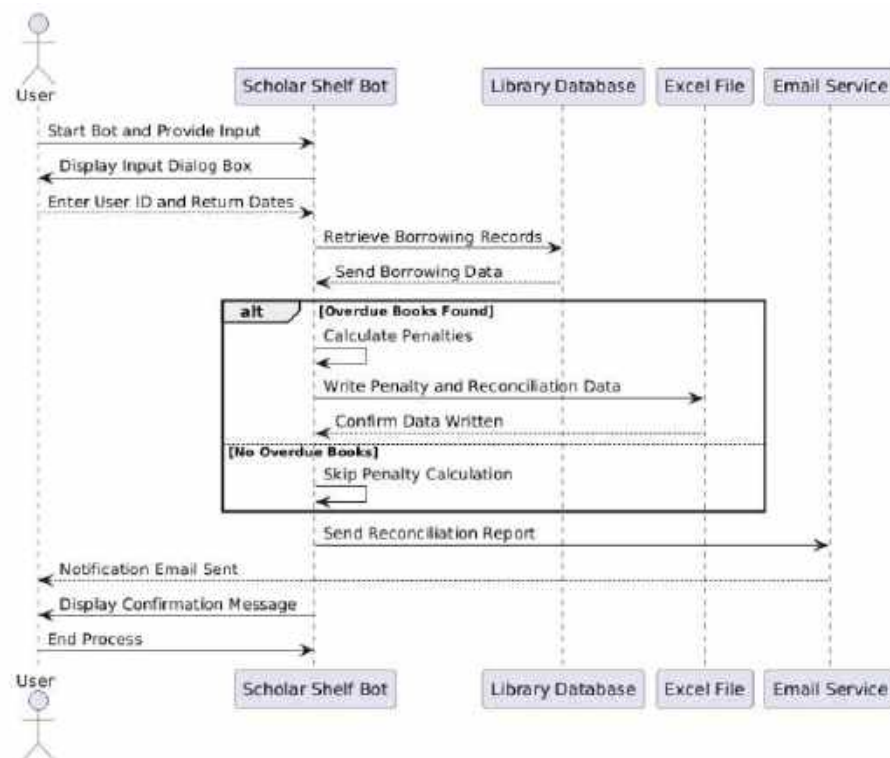 User
Scholar Shelf Bot
Library Database
Excel File
Email Service
Start Bot and Provide Input
Display Input Dialog Box
Enter User ID and Return Dates
Retrieve Borrowing Records
Send Borrowing Data
alt
[Overdue Books Found]
Calculate Penalties
Write Penalty and Reconciliation Data
Confirm Data Written
[No Overdue Books]
Skip Penalty Calculation
Send Reconciliation Report
Notification Email Sent
Display Confirmation Message
End Process
User
Scholar Shelf Bot
Library Database
Excel File
Email Service